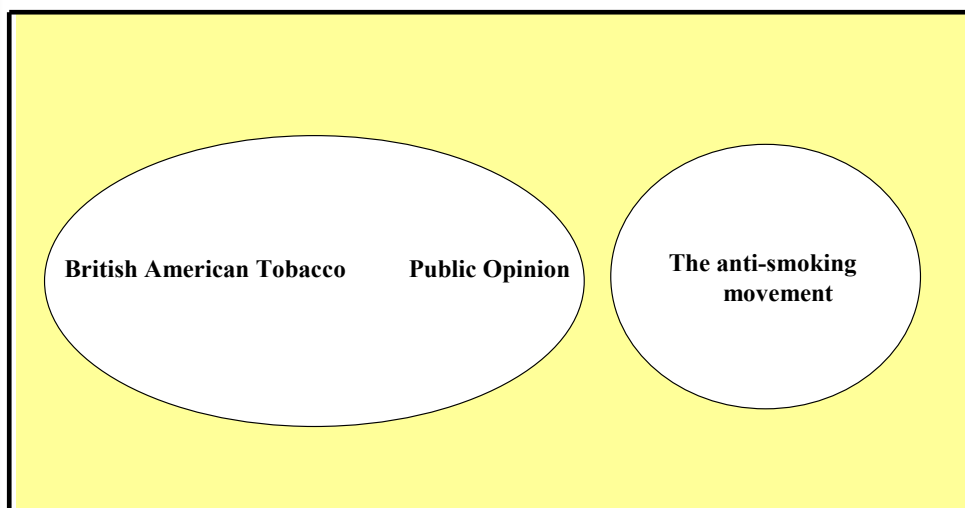 British American Tobacco
Public Opinion
The anti-smoking
movement